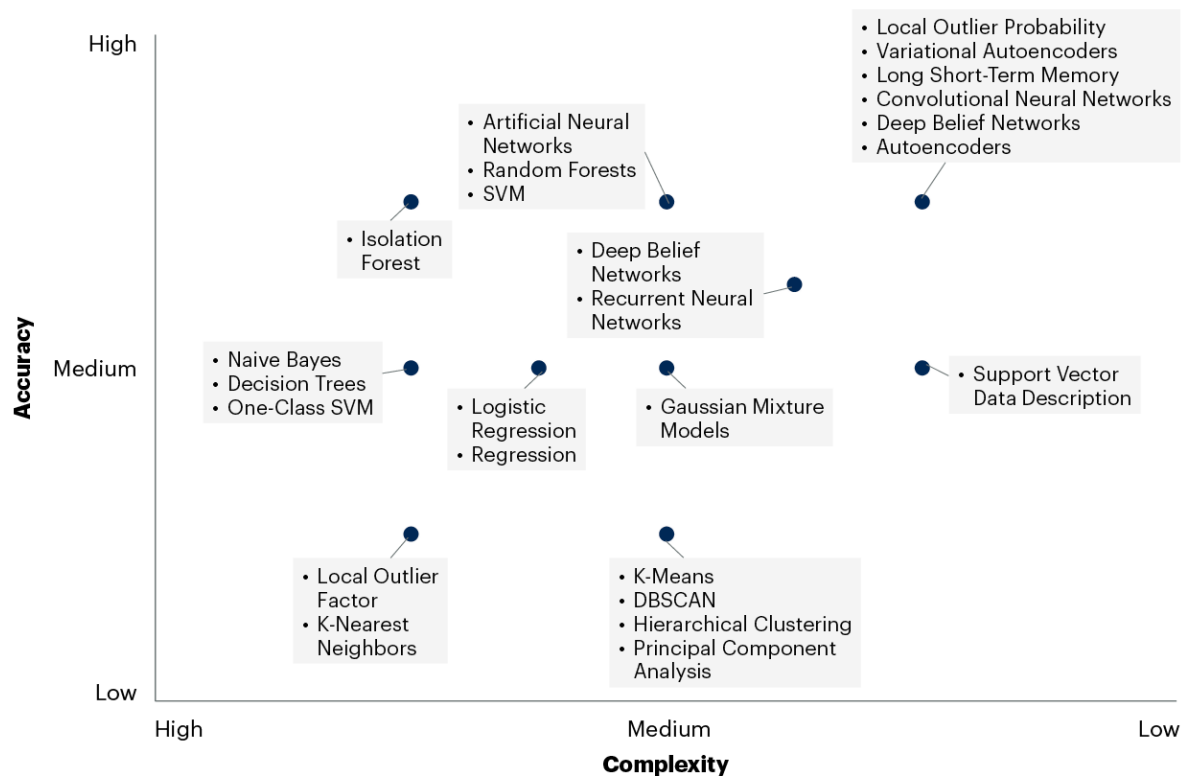 High
• Local Outlier Probability
• Variational Autoencoders
• Long Short-Term Memory
• Convolutional Neural Networks
• Deep Belief Networks
• Autoencoders
• Artificial Neural
Networks
• Random Forests
• SVM
• Isolation
Forest
• Deep Belief
Networks
• Recurrent Neural
Networks
Accuracy
Medium
• Naive Bayes
• Decision Trees
• One-Class SVM
• Logistic
Regression
• Regression
• Gaussian Mixture
Models
• Support Vector
Data Description
• Local Outlier
Factor
• K-Nearest
Neighbors
• K-Means
• DBSCAN
• Hierarchical Clustering
• Principal Component
Analysis
Low
High
Medium
Low
Complexity